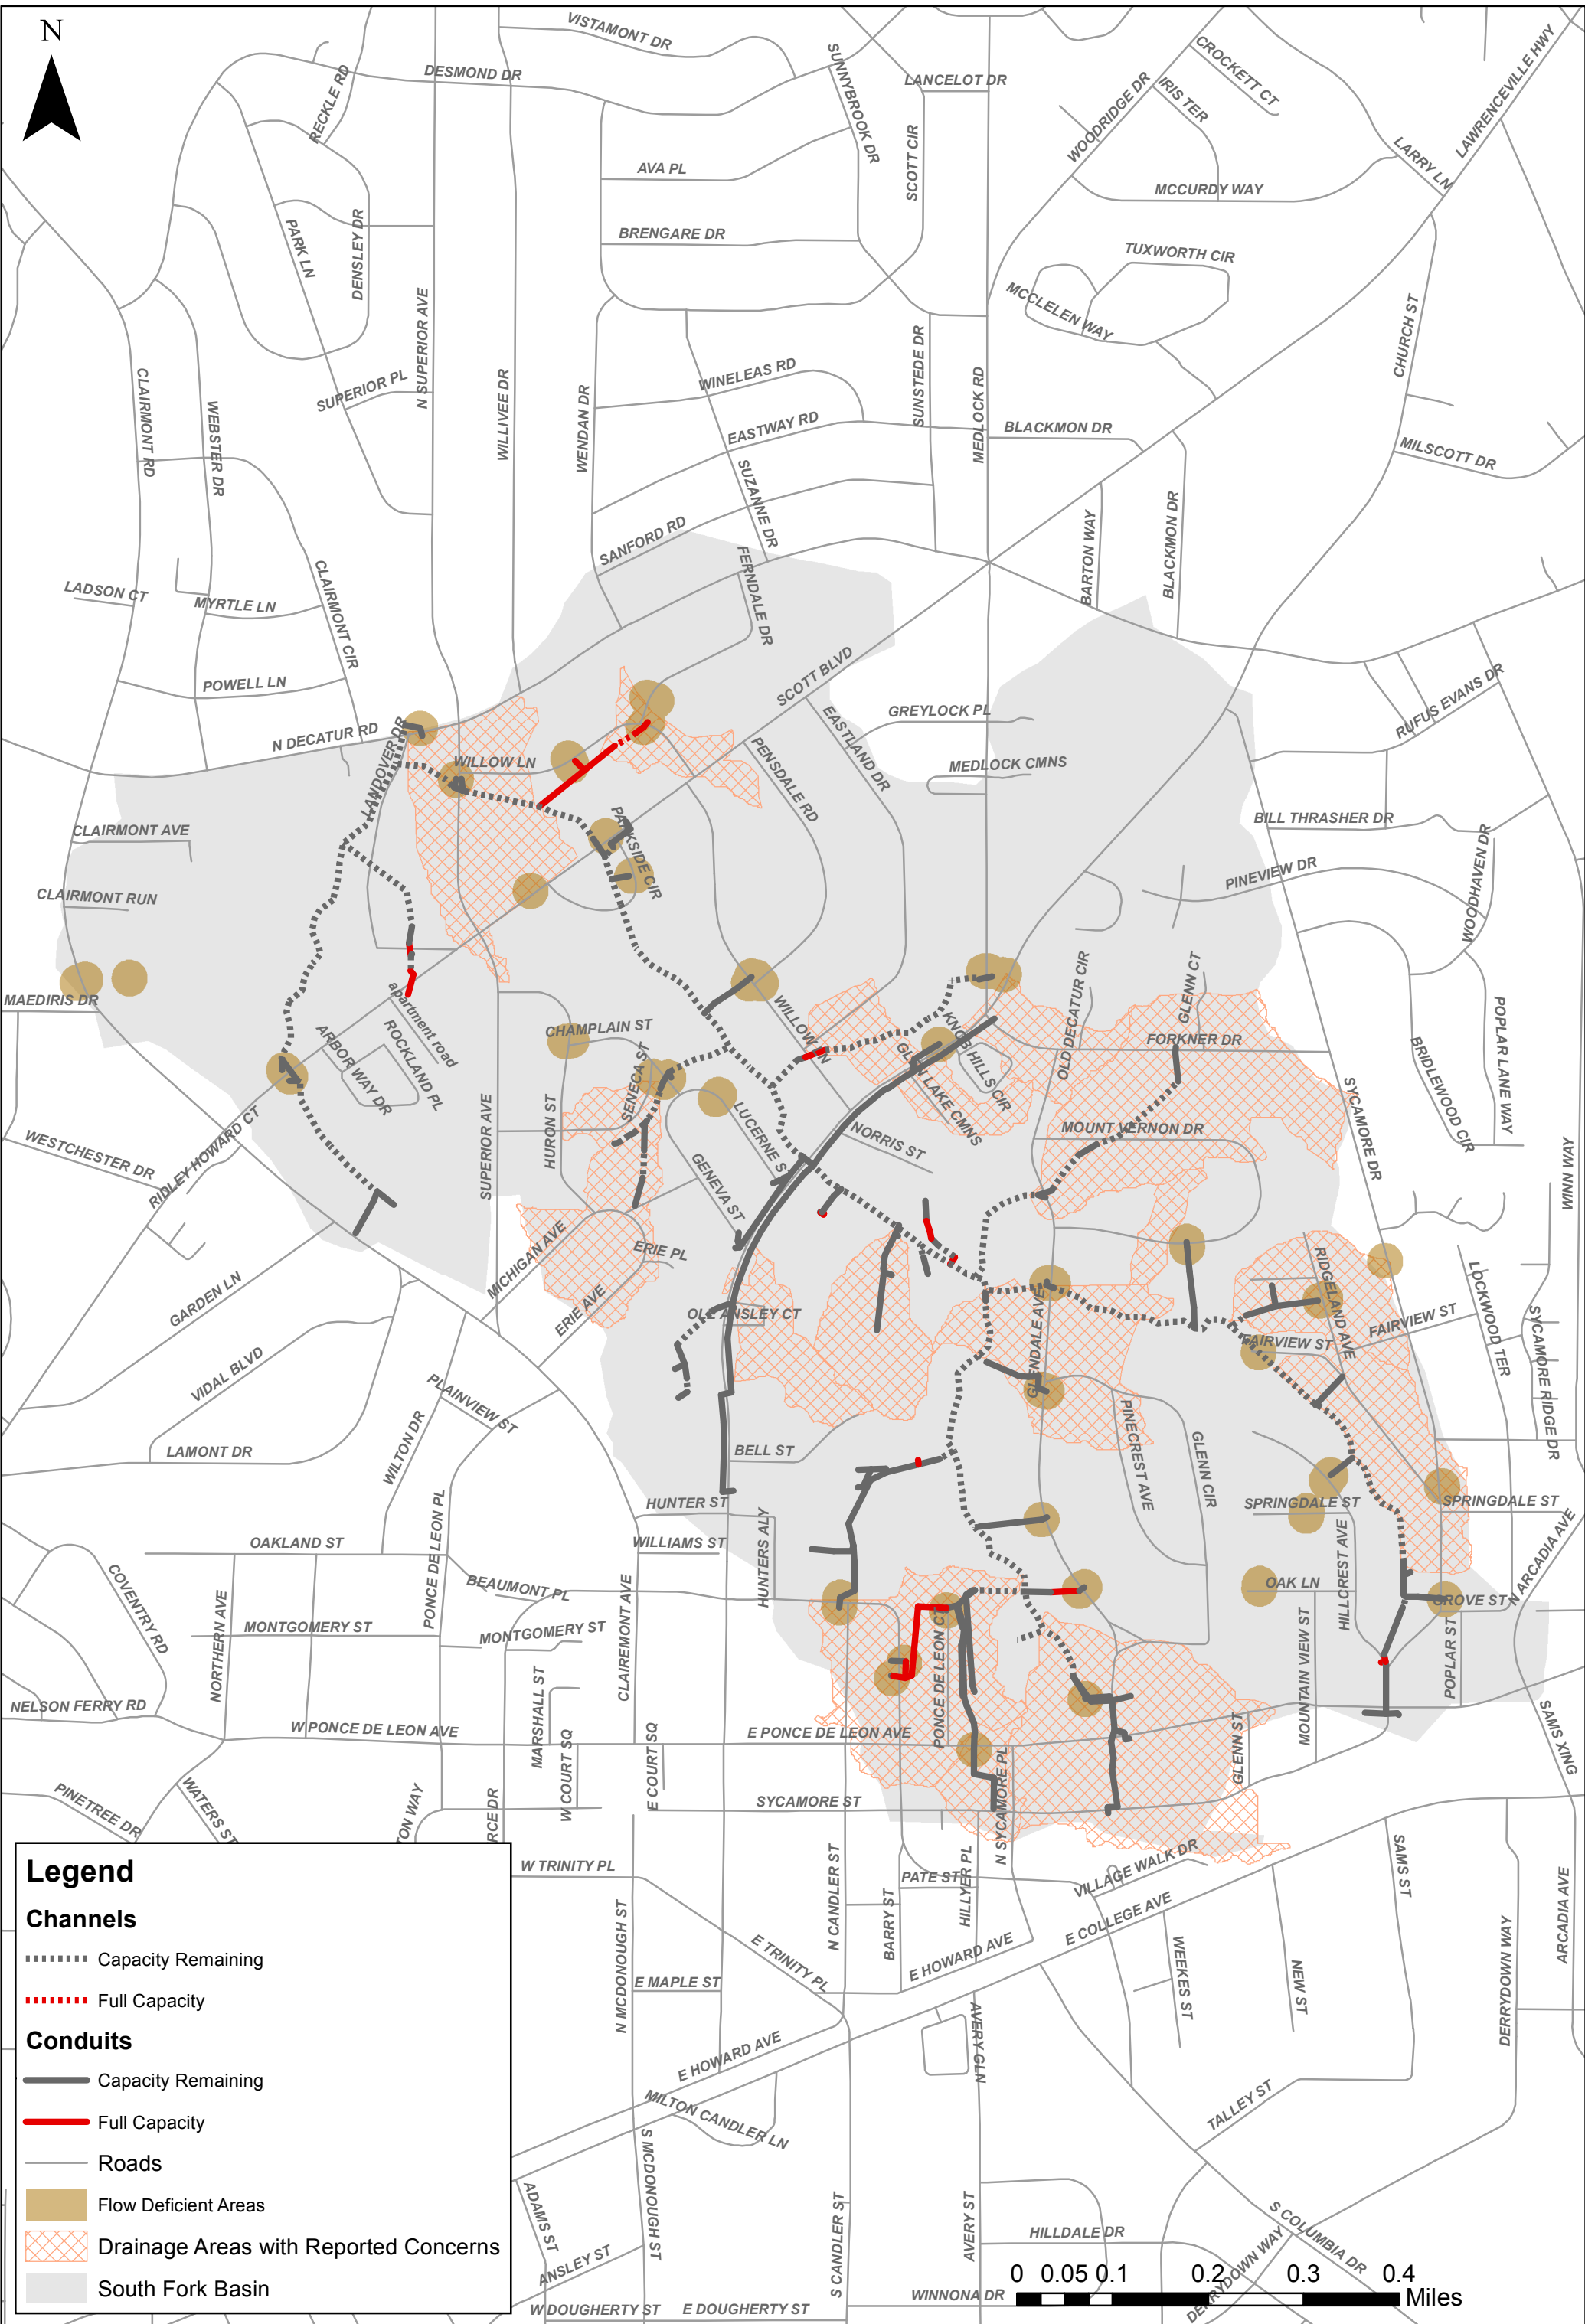 N
VISTAMONT DR
DESMOND DR
RECKLE RD
SUNNYBROOK DR
LANCELOT DR
CROCKETT CT
IRIS TER
WOODRIDGE DR
LAWRENCEVILLE HWY
LARRY LN
AVA PL
SCOTT CIR
MCCURDY WAY
PARK LN
DENSLEY DR
BRENGARE DR
TUXWORTH CIR
MCCLELEN WAY
N SUPERIOR AVE
CHURCH ST
CLAIRMONT RD
WEBSTER DR
SUPERIOR PL
WILLIVEE DR
WENDAN DR
WINELEAS RD
SUNSTEDE DR
MEDLOCK RD
EASTWAY RD
BLACKMON DR
MILSCOTT DR
SUZANNE DR
SANFORD RD
BARTON WAY
BLACKMON DR
FERNDALE DR
LADSON CT
MYRTLE LN
CLAIRMONT CIR
POWELL LN
SCOTT BLVD
EASTLAND DR
GREYLOCK PL
RUFUS EVANS DR
N DECATUR RD
LANDOVER DR
WILLOW LN
PENSDALE RD
MEDLOCK CMNS
PARKSIDE CIR
CLAIRMONT AVE
BILL THRASHER DR
WOODHAVEN DR
PINEVIEW DR
CLAIRMONT RUN
MAEDIRIS DR
apartment road
ROCKLAND PL
ARBOR WAY DR
CHAMPLAIN ST
WILLOW LN
KNOB HILLS CIR
OLD DECATUR CIR
GLENN CT
FORKNER DR
POPLAR LANE WAY
BRIDLEWOOD CIR
SENECA ST
GLEN LAKE CMNS
SYCAMORE DR
WESTCHESTER DR
RIDLEY HOWARD CT
SUPERIOR AVE
HURON ST
LUCERNE S
NORRIS ST
MOUNT VERNON DR
WINN WAY
GENEVA ST
MICHIGAN AVE
ERIE PL
ERIE AVE
GARDEN LN
OLE ANSLEY CT
GLENDALE AVE
RIDGELAND AVE
FAIRVIEW ST
FAIRVIEW ST
LOCKWOOD TER
SYCAMORE RIDGE DR
VIDAL BLVD
PLAINVIEW ST
WILTON DR
LAMONT DR
BELL ST
PINECREST AVE
GLENN CIR
PONCE DE LEON PL
HUNTER ST
HUNTERS ALY
WILLIAMS ST
SPRINGDALE ST
SPRINGDALE ST
HILLCREST AVE
N ARCADIA AVE
OAKLAND ST
COVENTRY RD
NORTHERN AVE
BEAUMONT PL
CLAIREMONT AVE
OAK LN
GROVE ST
MONTGOMERY ST
MONTGOMERY ST
MARSHALL ST
PONCE DE LEON CT
MOUNTAIN VIEW ST
POPLAR ST
NELSON FERRY RD
W PONCE DE LEON AVE
E PONCE DE LEON AVE
GLENN ST
SAMS XING
W COURT SQ
E COURT SQ
PINETREE DR
WATERS ST
TON WAY
RCE DR
SYCAMORE ST
N SYCAMORE PL
W TRINITY PL
N CANDLER ST
PATE ST
BARRY ST
HILLYER PL
VILLAGE WALK DR
SAMS ST
N MCDONOUGH ST
E TRINITY PL
E HOWARD AVE
E COLLEGE AVE
WEEKES ST
NEW ST
DERRYDOWN WAY
ARCADIA AVE
E MAPLE ST
E HOWARD AVE
AVERY GLN
MILTON CANDLER LN
S MCDONOUGH ST
TALLEY ST
ADAMS ST
ANSLEY ST
S CANDLER ST
AVERY ST
HILLDALE DR
S COLUMBIA DR
DERRYDOWN WAY
WINNONA DR
W DOUGHERTY ST
E DOUGHERTY ST
Legend
Channels
Capacity Remaining
Full Capacity
Conduits
Capacity Remaining
Full Capacity
Roads
Flow Deficient Areas
Drainage Areas with Reported Concerns
South Fork Basin
0 0.05 0.1 0.2 0.3 0.4
Miles